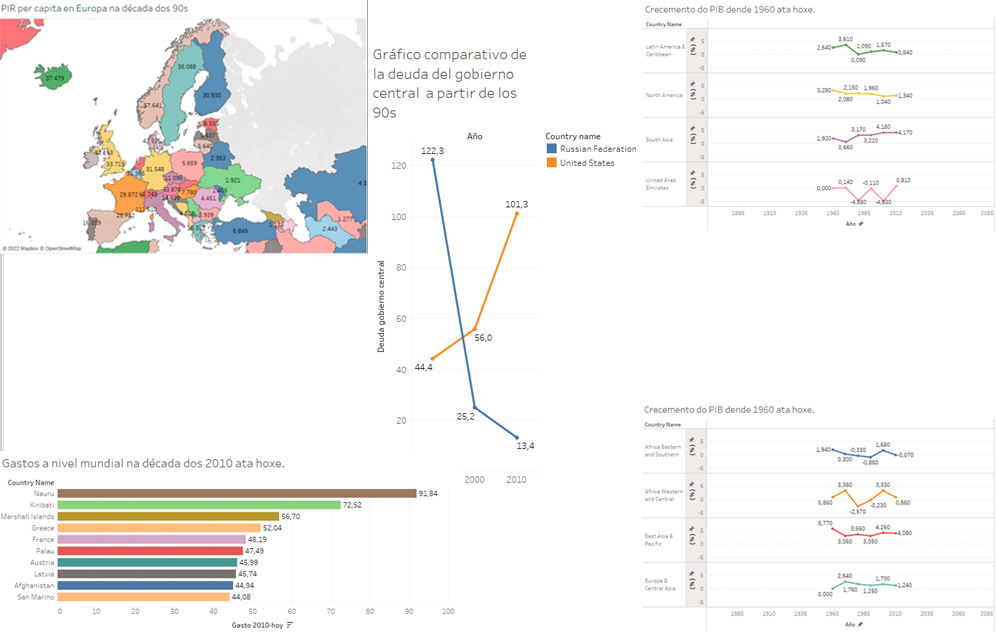 PIR per capita en Europa na década dos 90s
37.479
35.088
30.930
67.641
33.719
31.548
5.659
2.363
1.921
29.872
4.451
3.939
5.849
2.443
1.277
© 2022 Mapbox © OpenStreetMap
Gráfico comparativo de
la deuda del gobierno
central a partir de los
90s
Año
Country name
Russian Federation
United States
Deuda gobierno central
120
100
80
60
40
20
122,3
101,3
56,0
44,4
25,2
13,4
2000
2010
Crecemento do PIB dende 1960 ata hoxe.
Country Name
Latin America &
Caribbean
5
0
-5
2,640
3,610
0,090
1,090
1,570
0,840
North America
5
0
-5
3,280
2,080
2,150
1,960
1,040
1,340
South Asia
5
0
-5
1,920
0,660
3,170
3,220
4,180
4,170
United Arab
Emirates
5
0
-5
0,000
0,140
-4,580
-0,110
-4,830
0,810
1885 1910 1935 1960 1985 2010 2035 2060 2085
Año
Crecemento do PIB dende 1960 ata hoxe.
Country Name
Africa Eastern
and Southern
5
0
-5
1,940
0,300
-0,330
-0,880
1,680
-0,070
Africa Western
and Central
5
0
-5
0,860
3,380
-2,570
-0,230
3,330
0,860
East Asia &
Pacific
5
0
-5
5,770
3,060
3,660
3,050
4,260
4,080
Europe &
Central Asia
5
0
-5
0,000
2,640
1,760
1,250
1,700
1,240
1885 1910 1935 1960 1985 2010 2035 2060 2085
Año
Gastos a nivel mundial na década dos 2010 ata hoxe.
Country Name
Nauru 91,84
Kiribati 72,52
Marshall Islands 56,70
Greece 52,04
France 48,19
Palau 47,49
Austria 45,99
Latvia 45,74
Afghanistan 44,94
San Marino 44,08
0 10 20 30 40 50 60 70 80 90 100
Gasto 2010-hoy